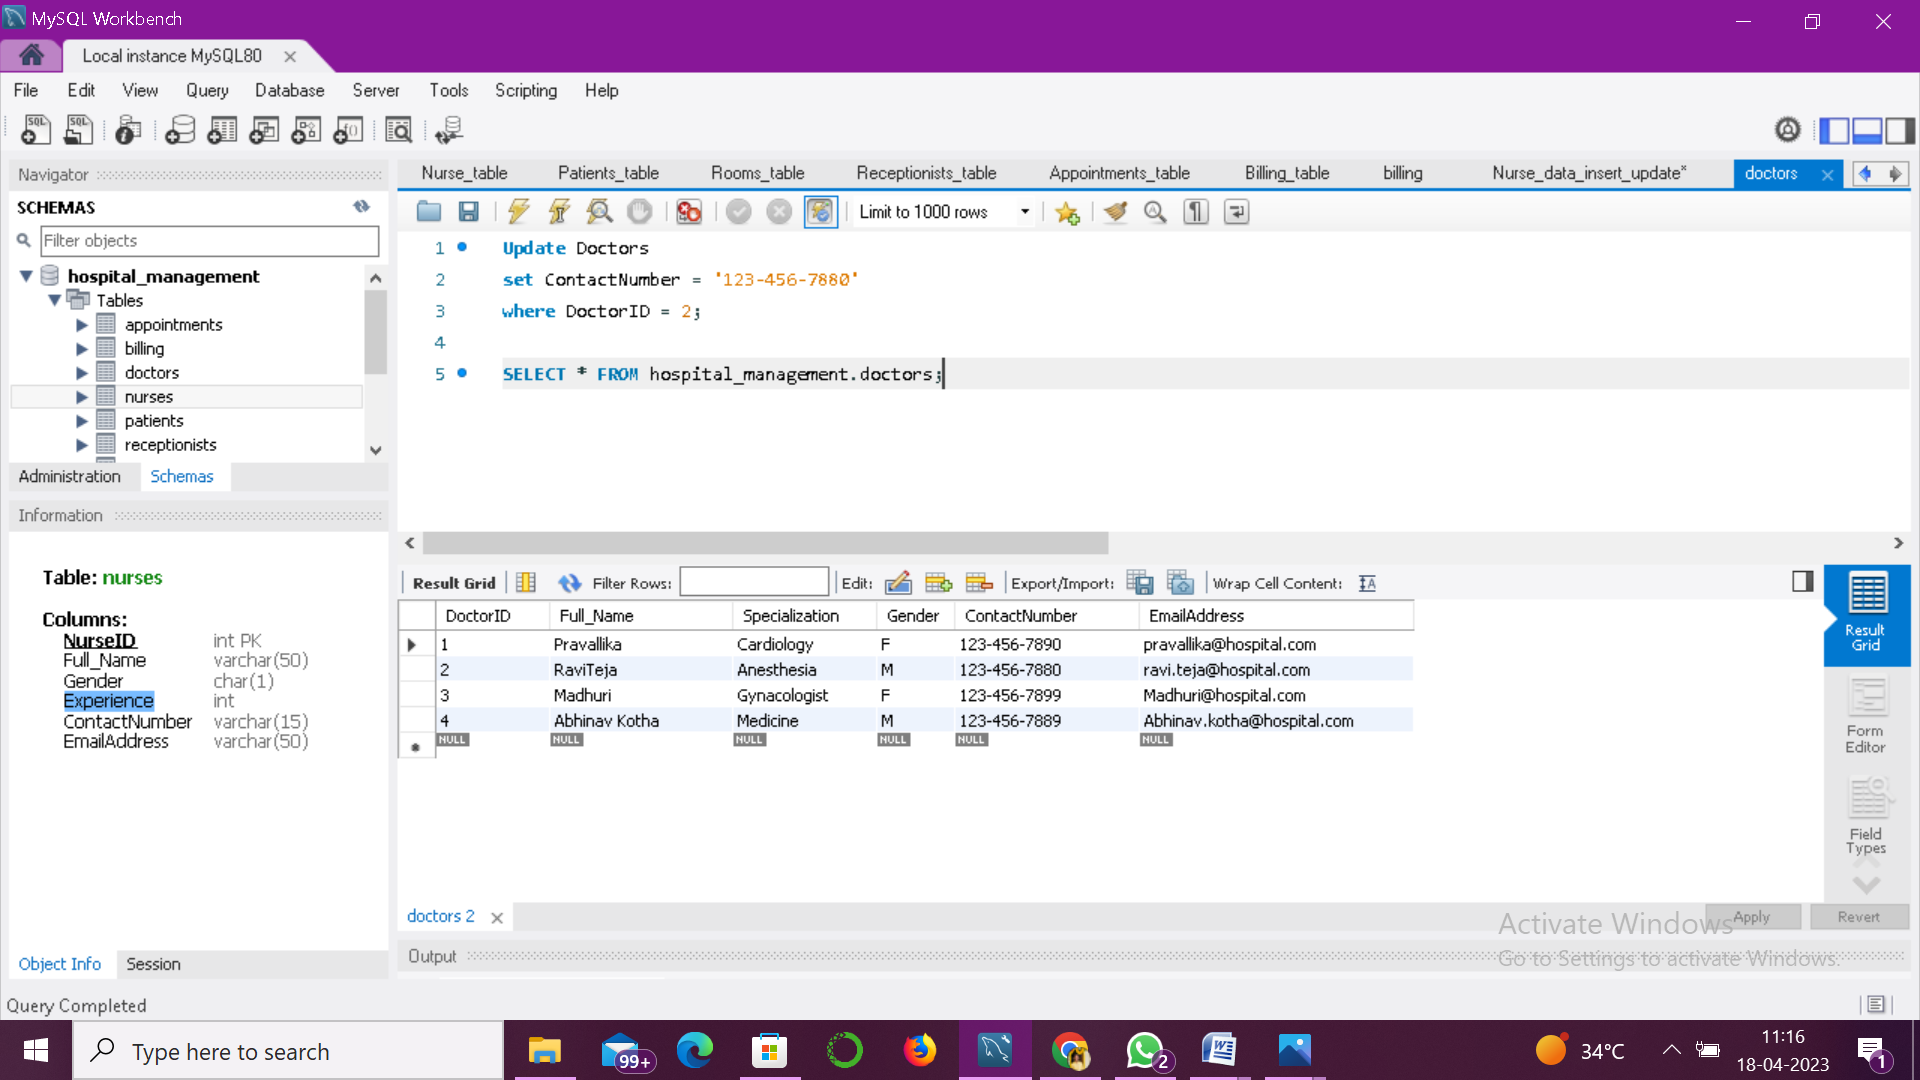 MySQL Workbench
Local instance MySQL80
File Edit View Query Database Server Tools Scripting Help
Navigator
SCHEMAS
Filter objects
hospital_management
Tables
appointments
billing
doctors
nurses
patients
receptionists
Administration Schemas
Information
Table: nurses
Columns:
NurseID int PK
Full_Name varchar(50)
Gender char(1)
Experience int
ContactNumber varchar(15)
EmailAddress varchar(50)
Object Info Session
Query Completed
Nurse_table Patients_table Rooms_table Receptionists_table Appointments_table Billing_table billing Nurse_data_insert_update* doctors
Limit to 1000 rows
1 Update Doctors
2 set ContactNumber = '123-456-7880'
3 where DoctorID = 2;
4
5 SELECT * FROM hospital_management.doctors;
Result Grid Filter Rows: Edit: Export/Import: Wrap Cell Content:
DoctorID Full_Name Specialization Gender ContactNumber EmailAddress
1 Pravallika Cardiology F 123-456-7890 pravallika@hospital.com
2 RaviTeja Anesthesia M 123-456-7880 ravi.teja@hospital.com
3 Madhuri Gynacologist F 123-456-7899 Madhuri@hospital.com
4 Abhinav Kotha Medicine M 123-456-7889 Abhinav.kotha@hospital.com
NULL NULL NULL NULL NULL NULL
Result
Grid
Form
Editor
Field
Types
doctors 2
Apply Revert
Output
Activate Windows
Go to Settings to activate Windows.
Type here to search
99+
2
34°C
11:16
18-04-2023
1